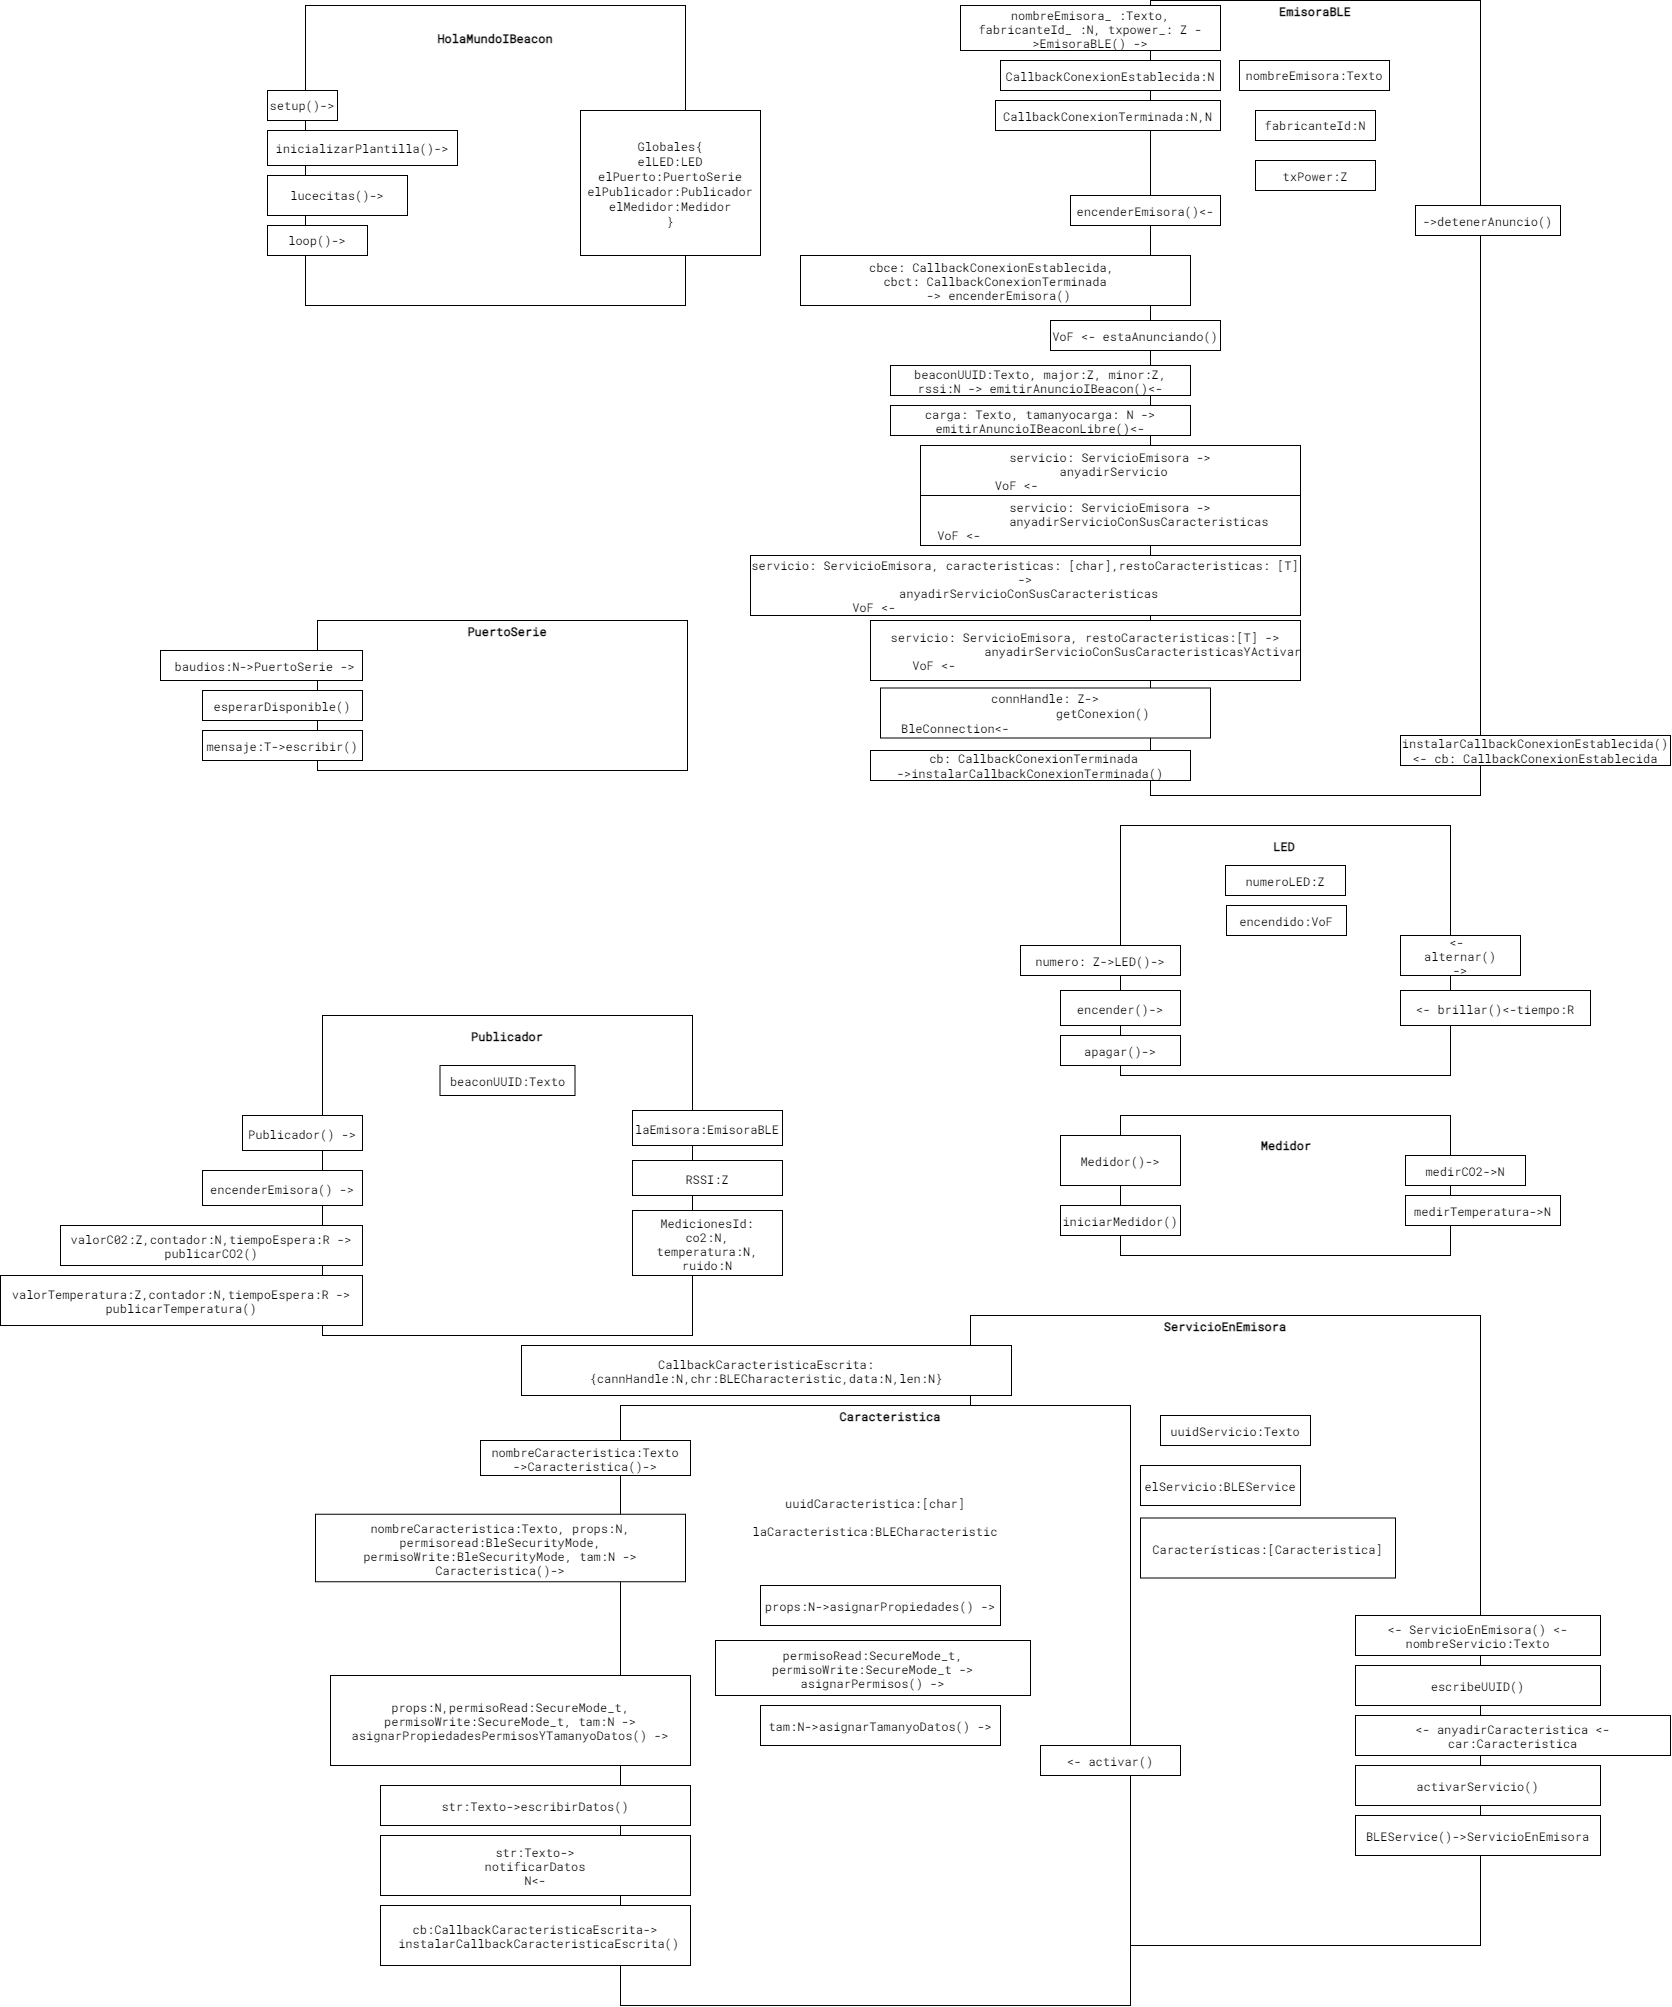 HolaMundoIBeacon
setup()->
inicializarPlantilla()->
lucecitas()->
loop()->
Globales{
elLED:LED
elPuerto:PuertoSerie
elPublicador:Publicador
elMedidor:Medidor
}
EmisoraBLE
nombreEmisora_ :Texto,
fabricanteId_ :N, txpower_: Z -
>EmisoraBLE() ->
CallbackConexionEstablecida:N
CallbackConexionTerminada:N,N
nombreEmisora:Texto
fabricanteId:N
txPower:Z
encenderEmisora()<-
->detenerAnuncio()
cbce: CallbackConexionEstablecida,
cbct: CallbackConexionTerminada
-> encenderEmisora()
VoF <- estaAnunciando()
beaconUUID:Texto, major:Z, minor:Z,
rssi:N -> emitirAnuncioIBeacon()<-
carga: Texto, tamanyocarga: N ->
emitirAnuncioIBeaconLibre()<-
servicio: ServicioEmisora ->
anyadirServicio
VoF <-
servicio: ServicioEmisora ->
anyadirServicioConSusCaracteristicas
VoF <-
servicio: ServicioEmisora, caracteristicas: [char],restoCaracteristicas: [T]
->
anyadirServicioConSusCaracteristicas
VoF <-
servicio: ServicioEmisora, restoCaracteristicas:[T] ->
anyadirServicioConSusCaracteristicasYActivar
VoF <-
connHandle: Z->
getConexion()
BleConnection<-
cb: CallbackConexionTerminada
->instalarCallbackConexionTerminada()
instalarCallbackConexionEstablecida()
<- cb: CallbackConexionEstablecida
PuertoSerie
baudios:N->PuertoSerie ->
esperarDisponible()
mensaje:T->escribir()
LED
numeroLED:Z
encendido:VoF
numero: Z->LED()->
encender()->
apagar()->
<-
alternar()
->
<- brillar()<-tiempo:R
Publicador
beaconUUID:Texto
Publicador() ->
encenderEmisora() ->
valorC02:Z,contador:N,tiempoEspera:R ->
publicarCO2()
valorTemperatura:Z,contador:N,tiempoEspera:R ->
publicarTemperatura()
laEmisora:EmisoraBLE
RSSI:Z
MedicionesId:
co2:N,
temperatura:N,
ruido:N
Medidor
Medidor()->
iniciarMedidor()
medirCO2->N
medirTemperatura->N
ServicioEnEmisora
CallbackCaracteristicaEscrita:
{cannHandle:N,chr:BLECharacteristic,data:N,len:N}
Caracteristica
nombreCaracteristica:Texto
->Caracteristica()->
nombreCaracteristica:Texto, props:N,
permisoread:BleSecurityMode,
permisoWrite:BleSecurityMode, tam:N ->
Caracteristica()->
uuidCaracteristica:[char]
laCaracteristica:BLECharacteristic
props:N->asignarPropiedades() ->
permisoRead:SecureMode_t,
permisoWrite:SecureMode_t ->
asignarPermisos() ->
tam:N->asignarTamanyoDatos() ->
props:N,permisoRead:SecureMode_t,
permisoWrite:SecureMode_t, tam:N ->
asignarPropiedadesPermisosYTamanyoDatos() ->
<- activar()
str:Texto->escribirDatos()
str:Texto->
notificarDatos
N<-
cb:CallbackCaracteristicaEscrita->
instalarCallbackCaracteristicaEscrita()
uuidServicio:Texto
elServicio:BLEService
Características:[Caracteristica]
<- ServicioEnEmisora() <-
nombreServicio:Texto
escribeUUID()
<- anyadirCaracteristica <-
car:Caracteristica
activarServicio()
BLEService()->ServicioEnEmisora